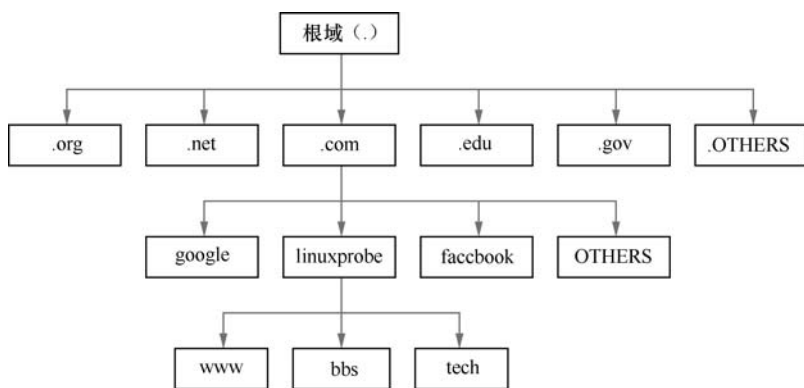 根域（.）
.org .net .com .edu .gov .OTHERS
google linuxprobe faccbook OTHERS
www bbs tech